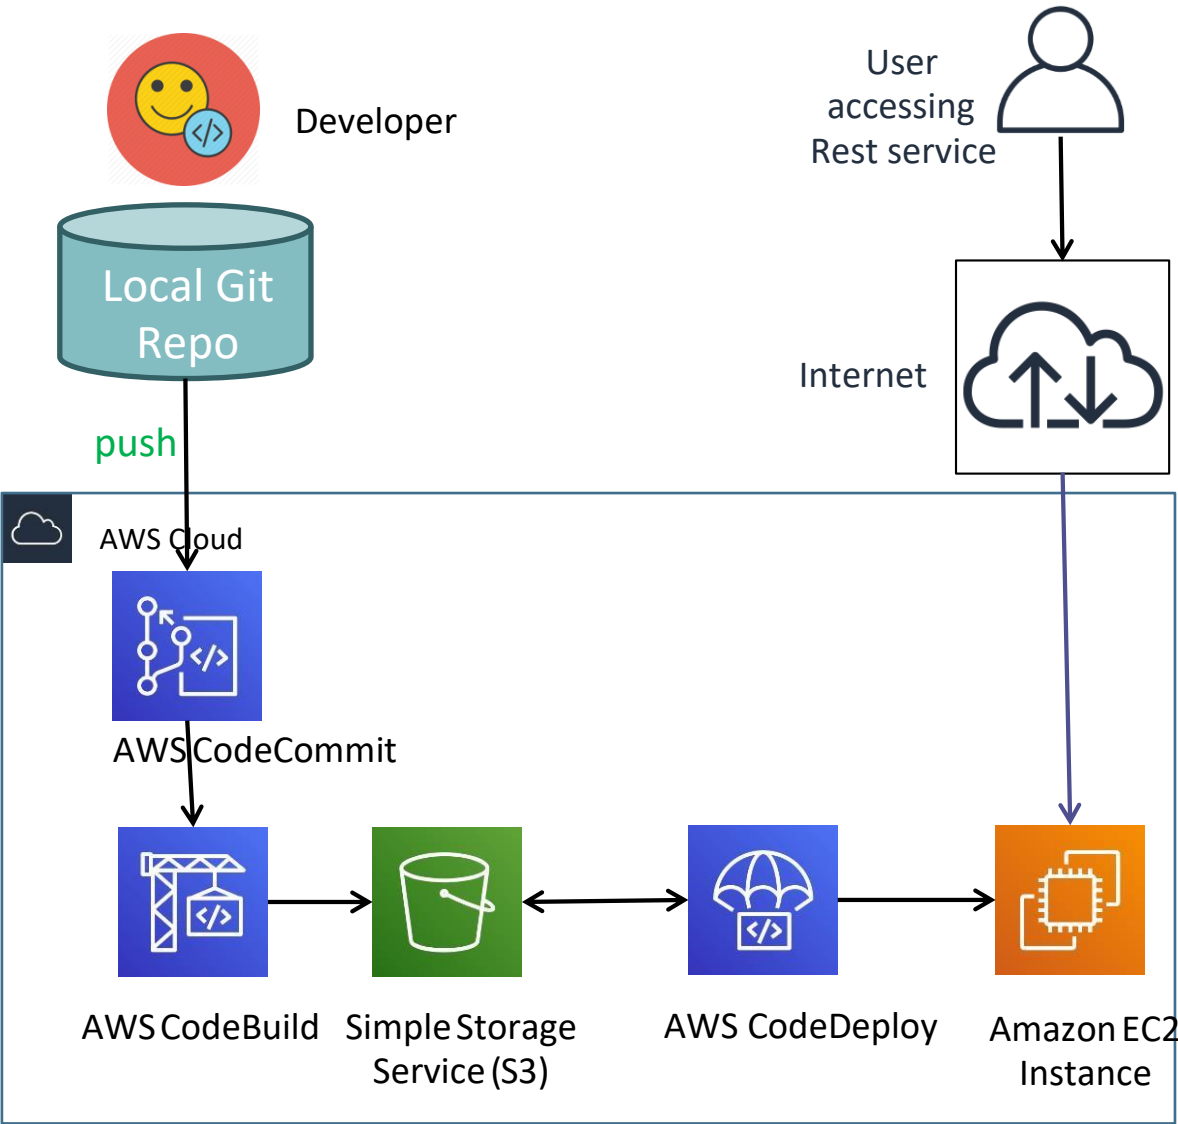 Developer
User
accessing
Rest service
Local Git
Repo
Internet
push
AWS Cloud
</>
</>
AWS CodeCommit
</>
</>
AWS CodeBuild
Simple Storage
Service (S3)
AWS CodeDeploy
Amazon EC2
Instance